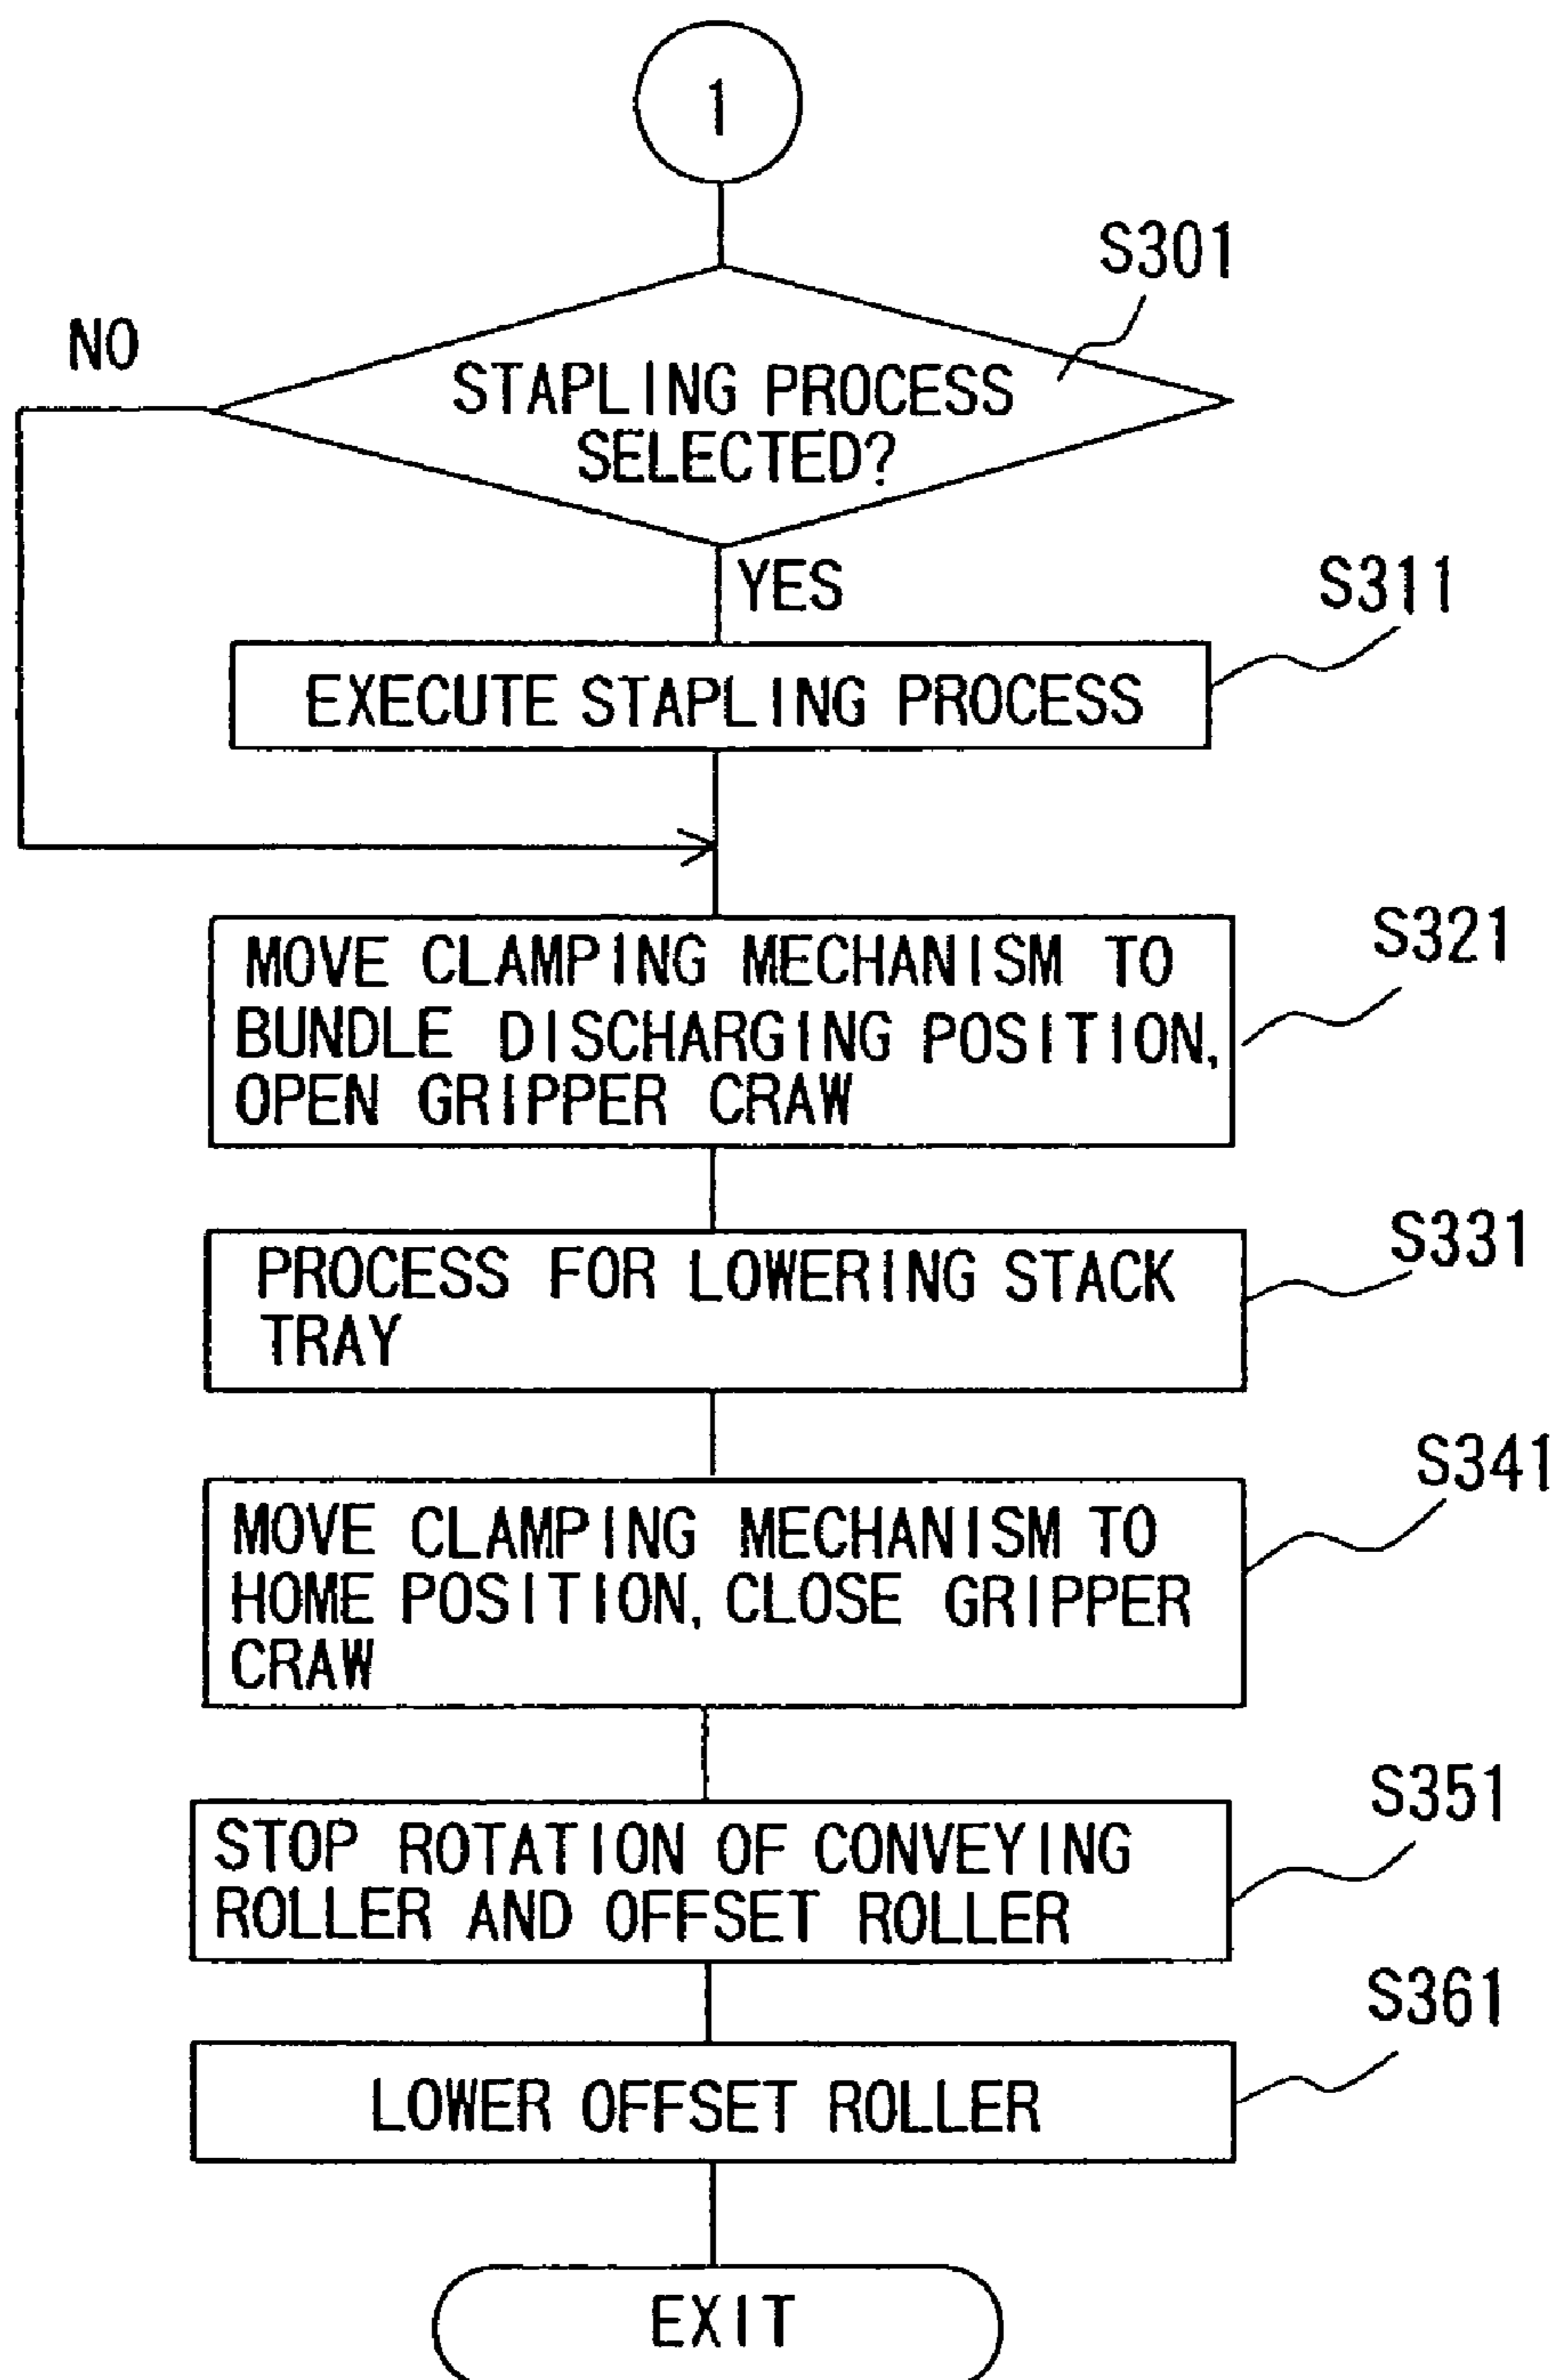 1
S301
NO
STAPLING PROCESS
SELECTED?
YES
S311
EXECUTE STAPLING PROCESS
S321
MOVE CLAMPING MECHANISM TO
BUNDLE DISCHARGING POSITION,
OPEN GRIPPER CRAW
S331
PROCESS FOR LOWERING STACK
TRAY
S341
MOVE CLAMPING MECHANISM TO
HOME POSITION, CLOSE GRIPPER
CRAW
S351
STOP ROTATION OF CONVEYING
ROLLER AND OFFSET ROLLER
S361
LOWER OFFSET ROLLER
EXIT